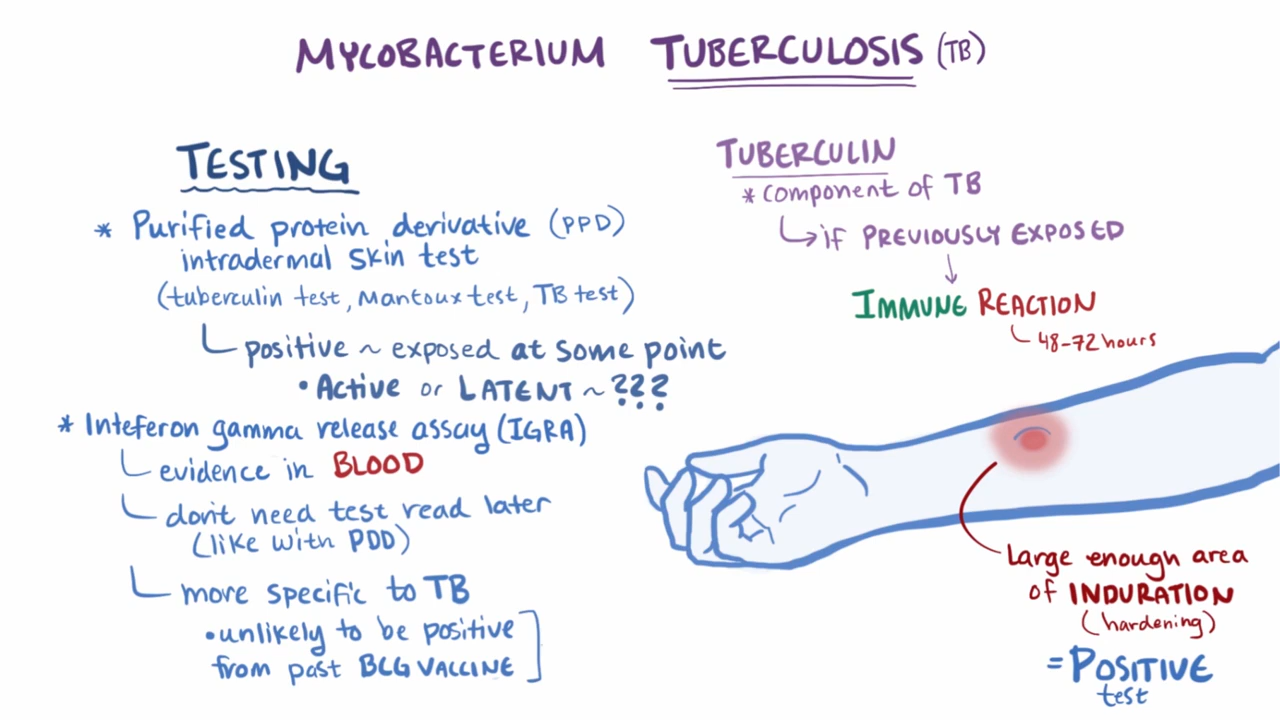 MYCOBACTERIUM TUBERCULOSIS (TB)
TESTING
* Purified protein derivative (PPD)
intradermal skin test
(tuberculin test, Mantoux test, TB test)
positive ~ exposed at some point
• Active or LATENT ~ ???
* Inteferon gamma release assay (IGRA)
evidence in BLOOD
don't need test read later
(like with PDD)
more specific to TB
• unlikely to be positive
from past BCG VACCINE
TUBERCULIN
* component of TB
if PREVIOUSLY EXPOSED
IMMUNE REACTION
48-72 hours
Large enough area
of INDURATION
(hardening)
= POSITIVE
test